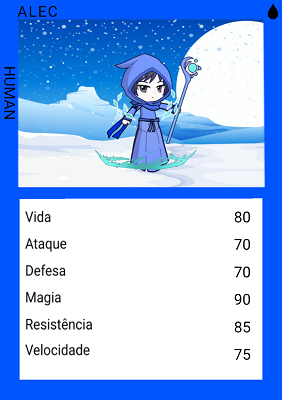 ALEC
HUMAN
Vida 80
Ataque 70
Defesa 70
Magia 90
Resistência 85
Velocidade 75